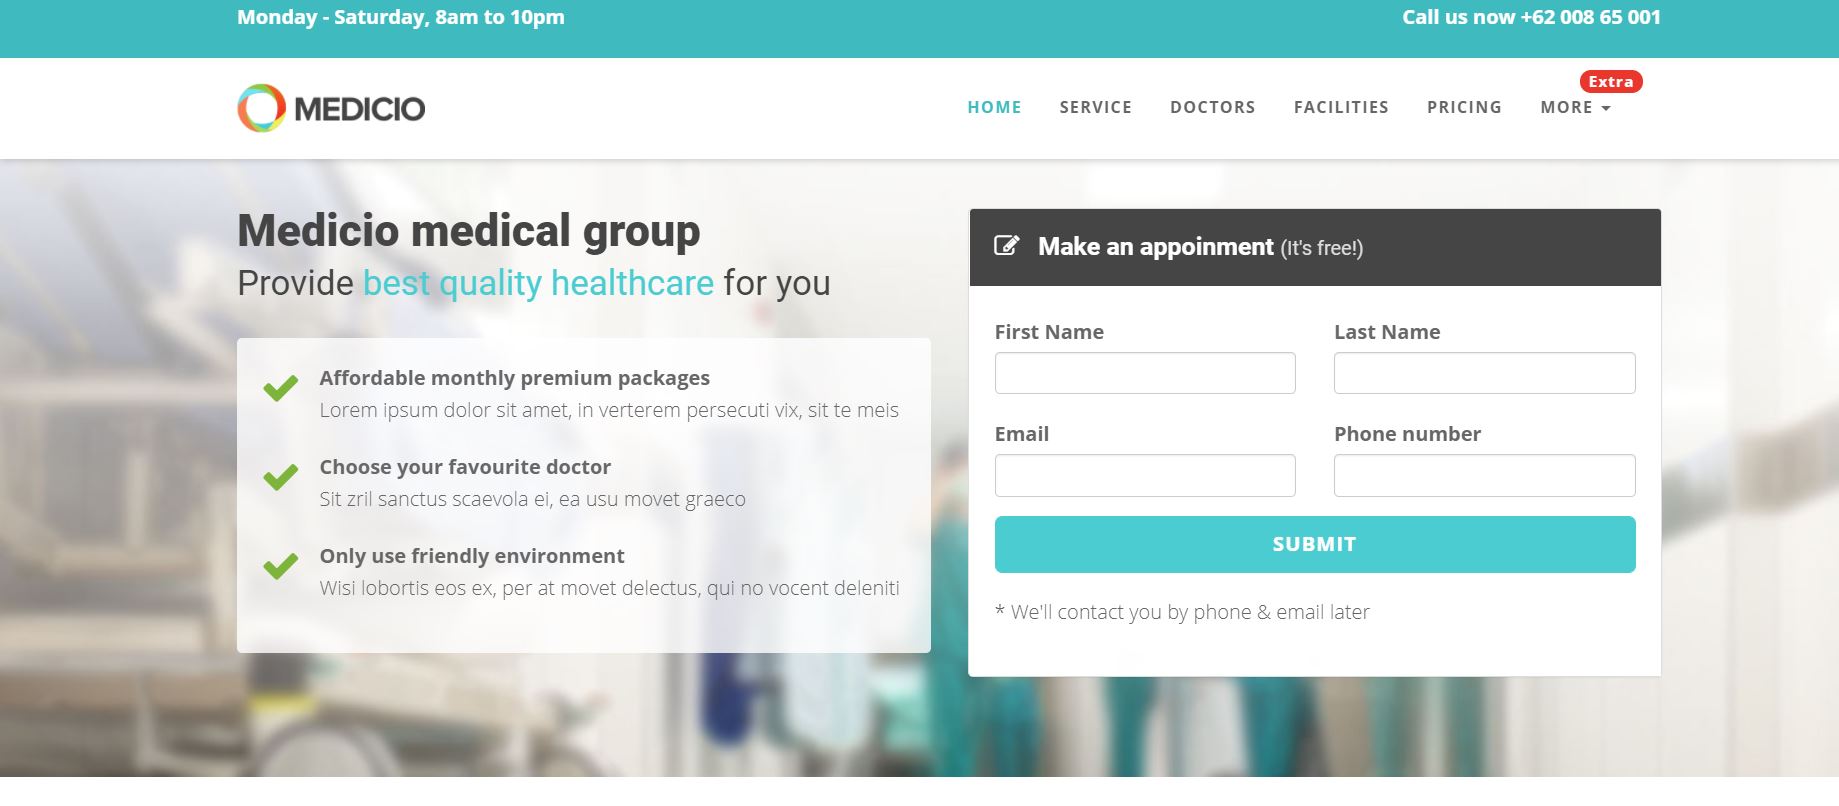 Monday - Saturday, 8am to 10pm
Call us now +62 008 65 001
MEDICIO
HOME SERVICE DOCTORS FACILITIES PRICING MORE Extra
Medicio medical group
Provide best quality healthcare for you
Affordable monthly premium packages
Lorem ipsum dolor sit amet, in verterem persecuti vix, sit te meis
Choose your favourite doctor
Sit zril sanctus scaevola ei, ea usu movet graeco
Only use friendly environment
Wisi lobortis eos ex, per at movet delectus, qui no vocent deleniti
Make an appoinment (It's free!)
First Name Last Name
Email Phone number
SUBMIT
* We'll contact you by phone & email later